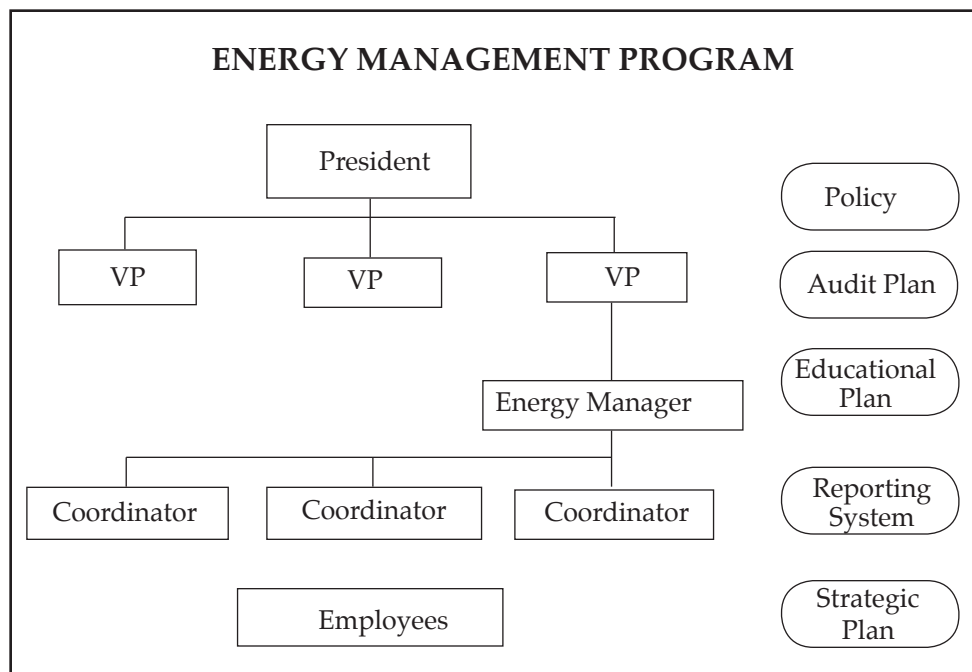 ENERGY MANAGEMENT PROGRAM
President
Policy
VP
VP
VP
Audit Plan
Educational
Plan
Energy Manager
Coordinator
Coordinator
Coordinator
Reporting
System
Employees
Strategic
Plan